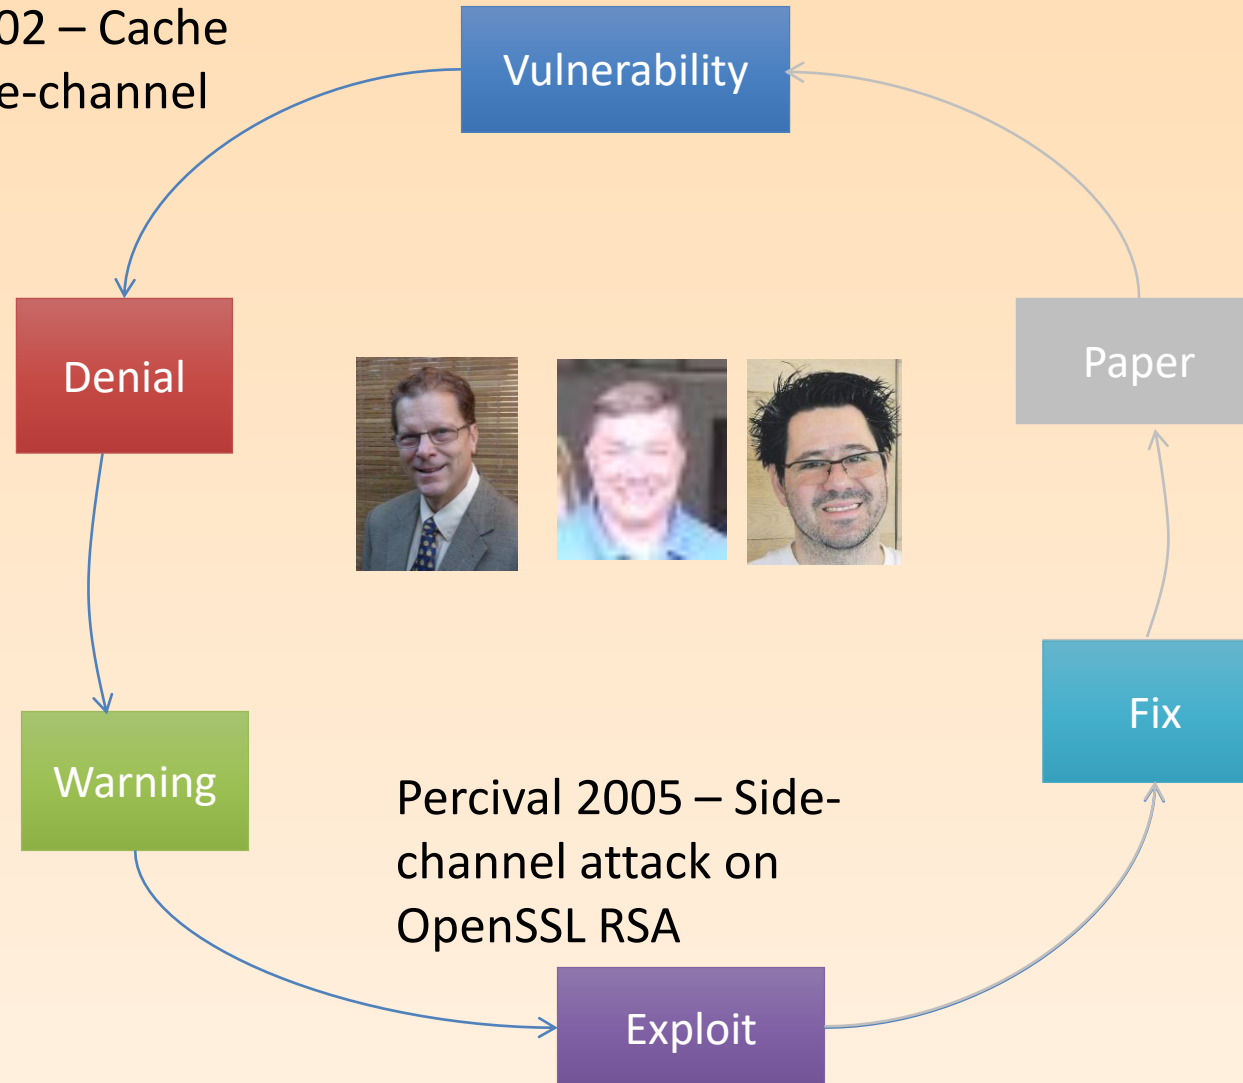 02 – Cache
e-channel
Vulnerability
Denial
Paper
Warning
Fix
Percival 2005 – Side-
channel attack on
OpenSSL RSA
Exploit